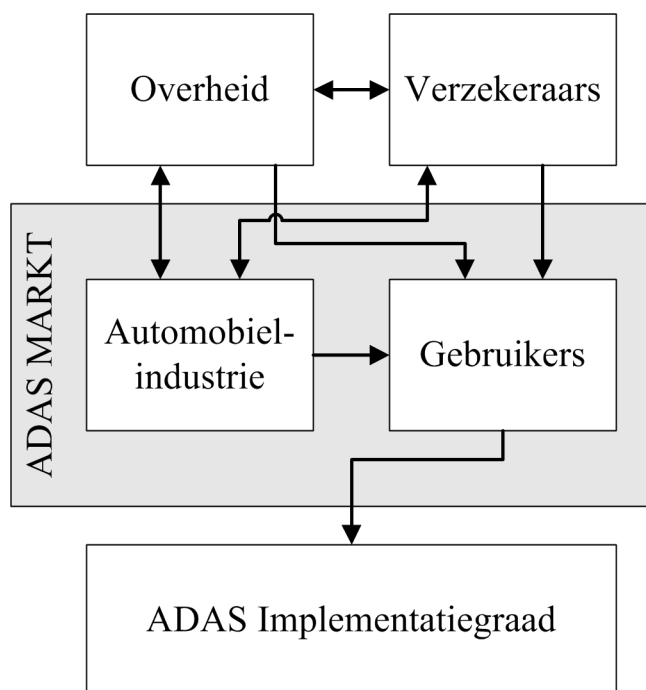 Overheid
Verzekeraars
ADAS MARKT
Automobiel-
industrie
Gebruikers
ADAS Implementatiegraad